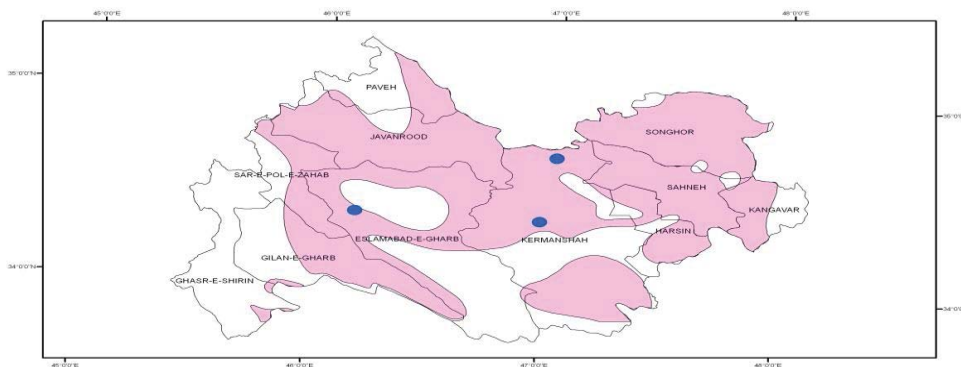 45°0'0"E 46°0'0"E 47°0'0"E 48°0'0"E
35°0'0"N
35°0'0"N
PAVEH
JAVANROOD
SONGHOR
SAR-E-POL-E-ZAHAB
SAHNEH
KANGAVAR
HARSIN
ESLAMABAD-E-GHARB
KERMANSHAH
GILAN-E-GHARB
34°0'0"N
GHASR-E-SHIRIN
34°0'0"N
45°0'0"E 46°0'0"E 47°0'0"E 48°0'0"E